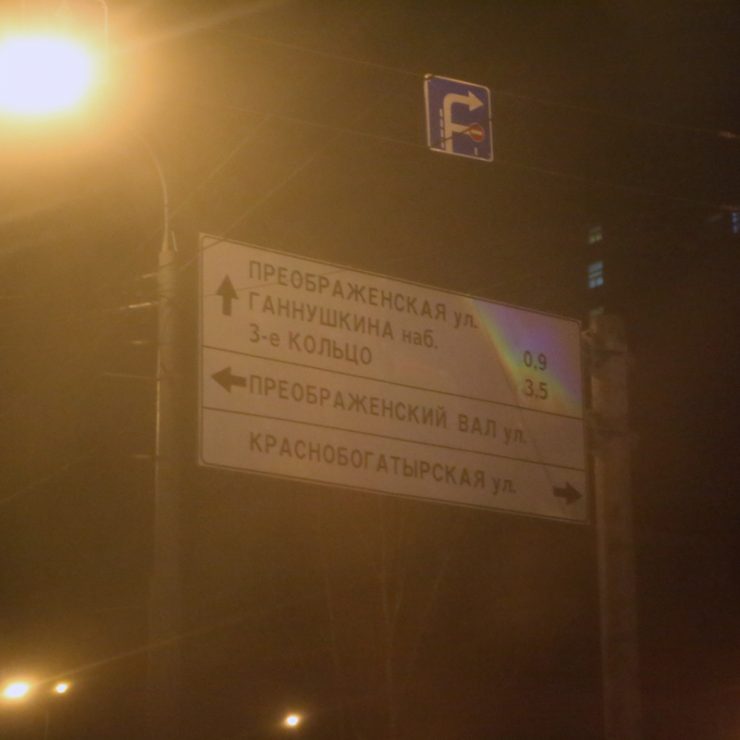 ПРЕОБРАЖЕНСКАЯ ул.
ГАННУШКИНА наб. 0,9
3-е КОЛЬЦО 3,5
ПРЕОБРАЖЕНСКИЙ ВАЛ ул.
КРАСНОБОГАТЫРСКАЯ ул.